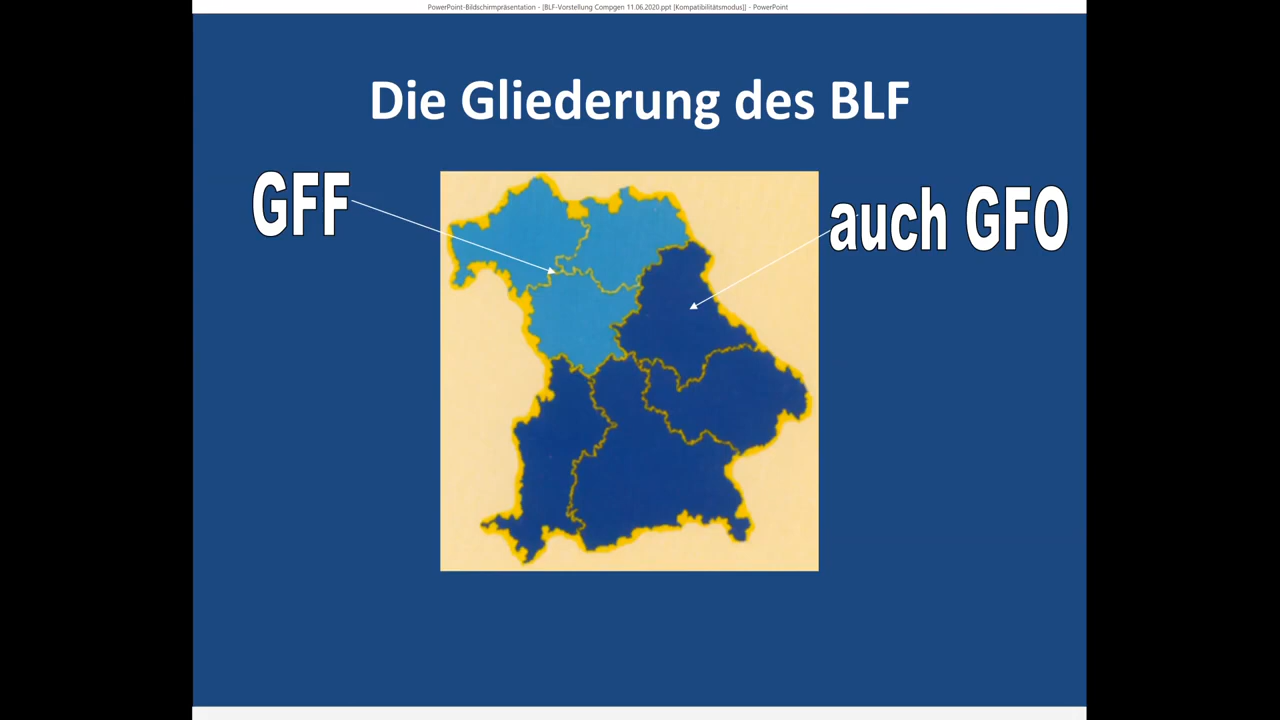 PowerPoint-Bildschirmpräsentation - [BLF-Vorstellung Compgen 11.06.2020.ppt [Kompatibilitätsmodus]] - PowerPoint
Die Gliederung des BLF
GFF
auch GFO